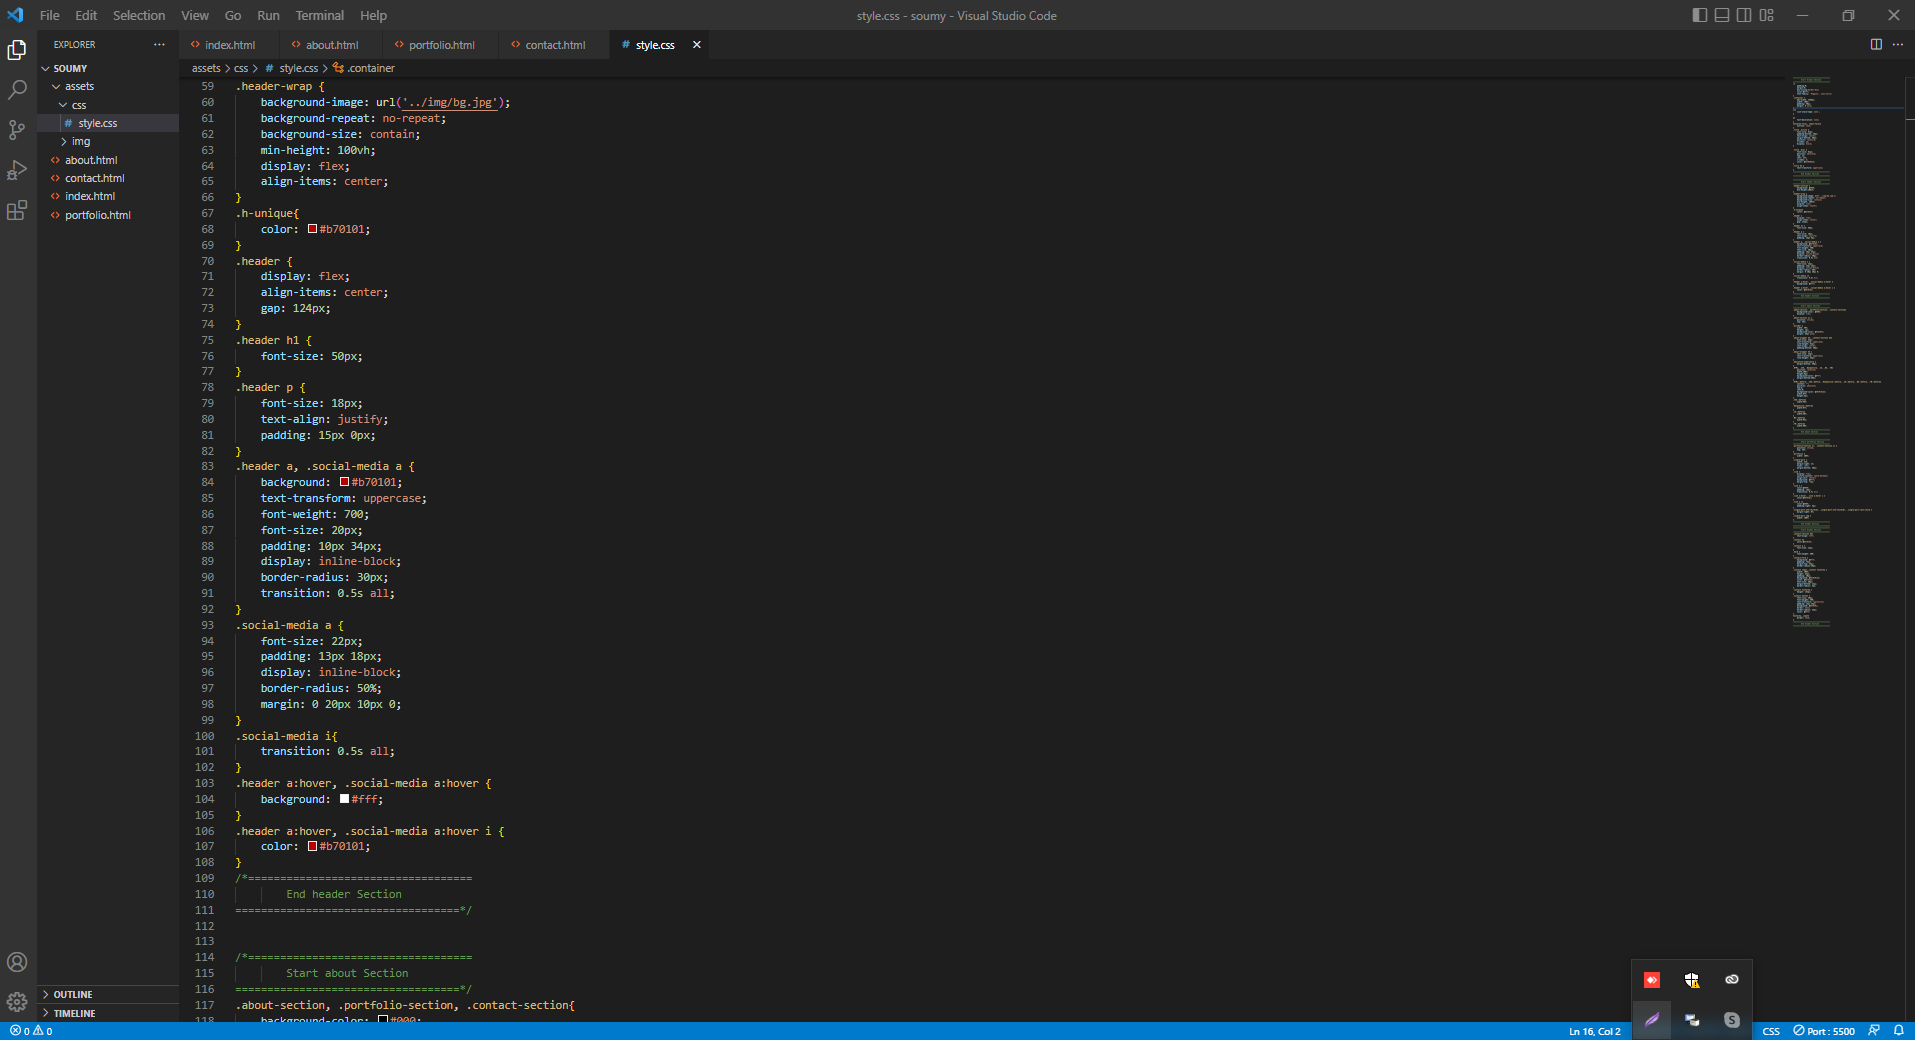 File Edit Selection View Go Run Terminal Help
style.css - soumy - Visual Studio Code
EXPLORER
SOUMY
assets
css
# style.css
img
about.html
contact.html
index.html
portfolio.html
OUTLINE
TIMELINE
index.html about.html portfolio.html contact.html # style.css
assets > css > # style.css > .container
59 .header-wrap {
60 background-image: url('../img/bg.jpg');
61 background-repeat: no-repeat;
62 background-size: contain;
63 min-height: 100vh;
64 display: flex;
65 align-items: center;
66 }
67 .h-unique{
68 color: #b70101;
69 }
70 .header {
71 display: flex;
72 align-items: center;
73 gap: 124px;
74 }
75 .header h1 {
76 font-size: 50px;
77 }
78 .header p {
79 font-size: 18px;
80 text-align: justify;
81 padding: 15px 0px;
82 }
83 .header a, .social-media a {
84 background: #b70101;
85 text-transform: uppercase;
86 font-weight: 700;
87 font-size: 20px;
88 padding: 10px 34px;
89 display: inline-block;
90 border-radius: 30px;
91 transition: 0.5s all;
92 }
93 .social-media a {
94 font-size: 22px;
95 padding: 13px 18px;
96 display: inline-block;
97 border-radius: 50%;
98 margin: 0 20px 10px 0;
99 }
100 .social-media i{
101 transition: 0.5s all;
102 }
103 .header a:hover, .social-media a:hover {
104 background: #fff;
105 }
106 .header a:hover, .social-media a:hover i {
107 color: #b70101;
108 }
109 /*===================================
110 End header Section
111 ===================================*/
112
113
114 /*===================================
115 Start about Section
116 ===================================*/
117 .about-section, .portfolio-section, .contact-section{
118 background-color: #000;
0 0
Ln 16, Col 2
CSS
Port : 5500